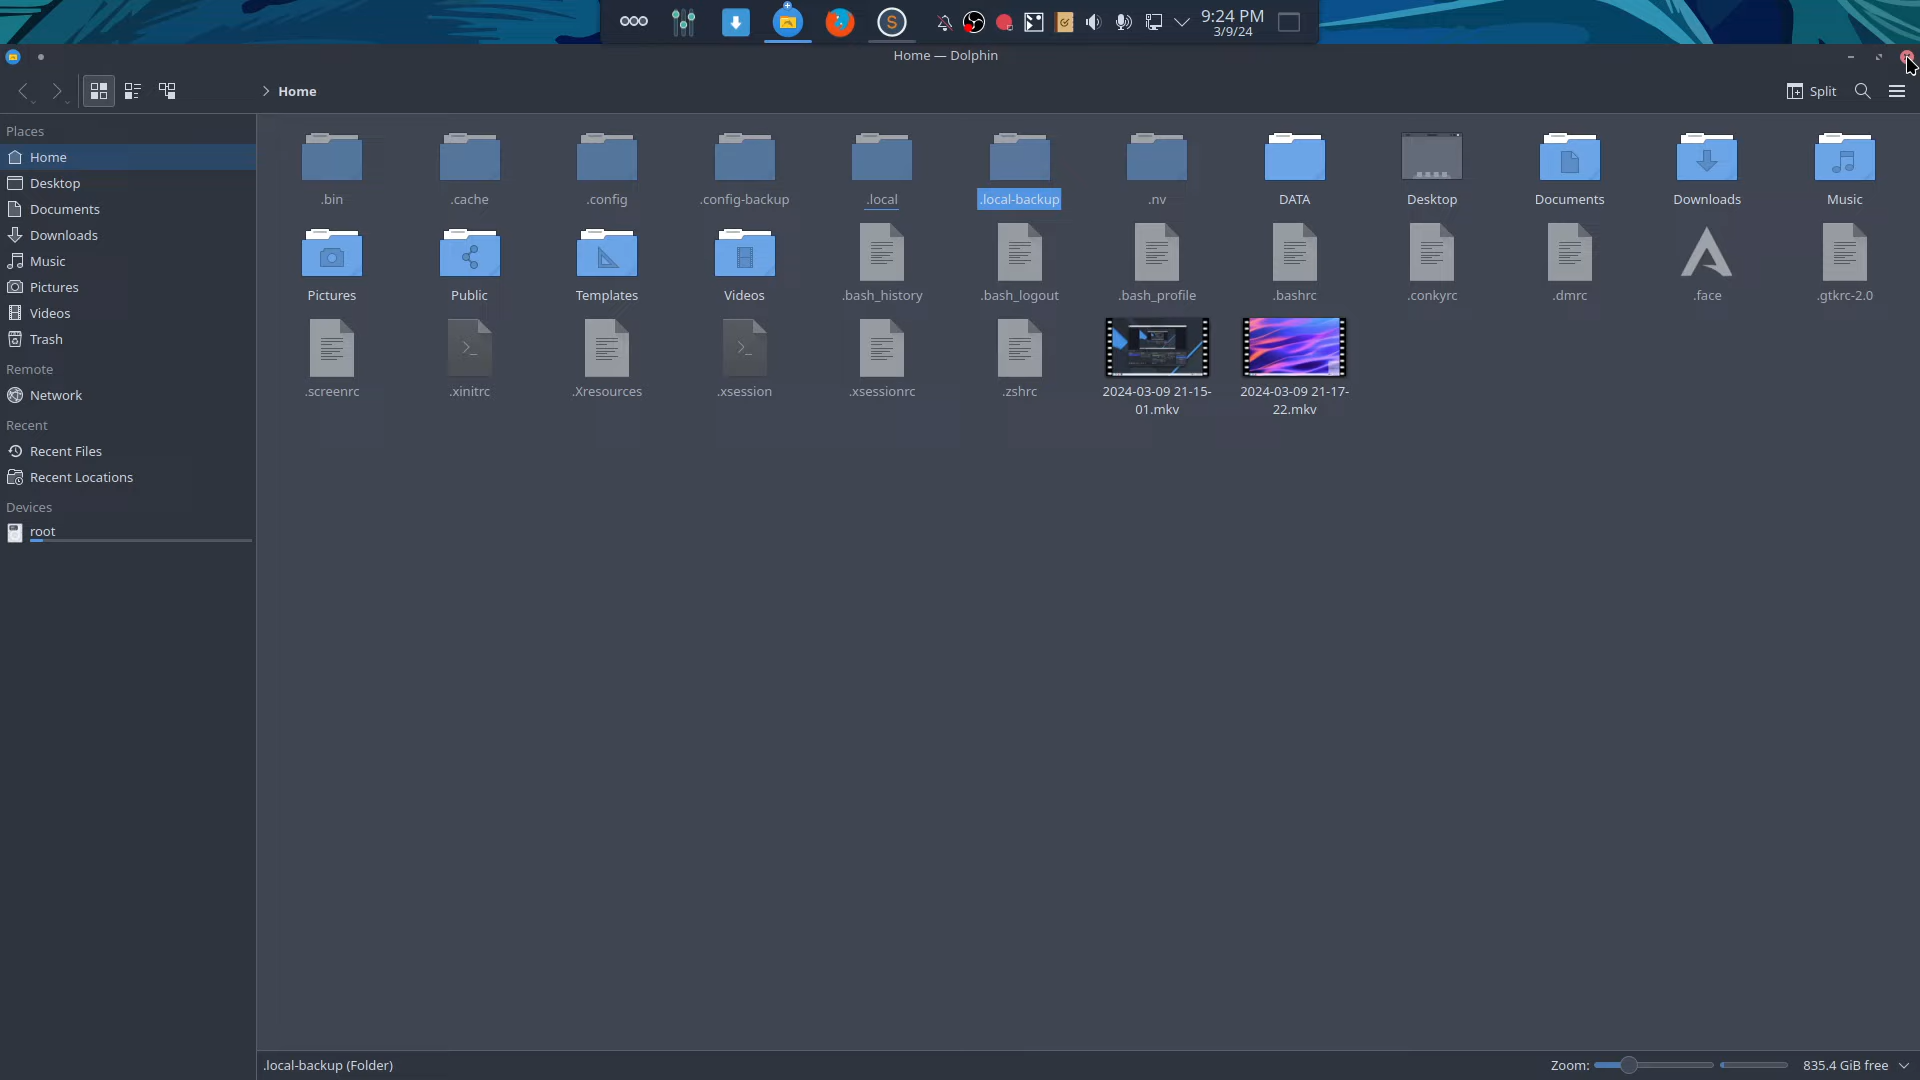 9:24 PM
3/9/24
Home — Dolphin
Home
Split
Places
Home
Desktop
Documents
Downloads
Music
Pictures
Videos
Trash
Remote
Network
Recent
Recent Files
Recent Locations
Devices
root
.bin
.cache
.config
.config-backup
.local
.local-backup
.nv
DATA
Desktop
Documents
Downloads
Music
Pictures
Public
Templates
Videos
.bash_history
.bash_logout
.bash_profile
.bashrc
.conkyrc
.dmrc
.face
.gtkrc-2.0
.screenrc
.xinitrc
.Xresources
.xsession
.xsessionrc
.zshrc
2024-03-09 21-15-
01.mkv
2024-03-09 21-17-
22.mkv
.local-backup (Folder)
Zoom:
835.4 GiB free